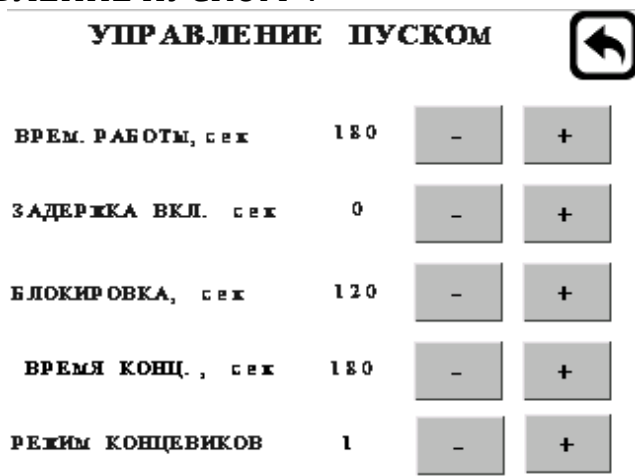 УПРАВЛЕНИЕ ПУСКОМ
ВРЕМ. РАБОТЫ, сек 180 - +
ЗАДЕРЖКА ВКЛ. сек 0 - +
БЛОКИРОВКА, сек 120 - +
ВРЕМЯ КОНЦ., сек 180 - +
РЕЖИМ КОНЦЕВИКОВ 1 - +